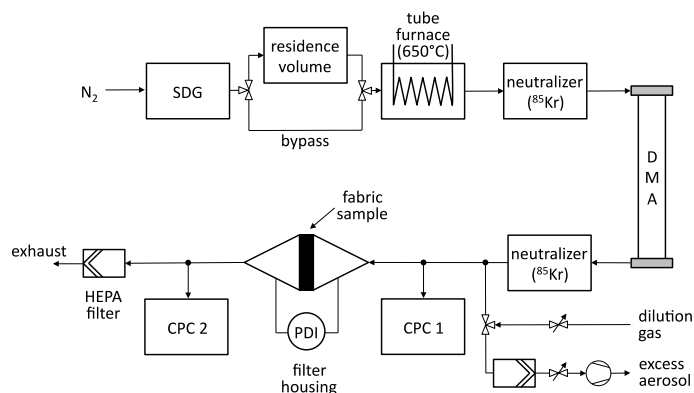 tube
furnace
(650°C)
residence
volume
N₂
SDG
neutralizer
(⁸⁵Kr)
bypass
D
M
A
fabric
sample
exhaust
neutralizer
(⁸⁵Kr)
HEPA
filter
CPC 2
PDI
CPC 1
dilution
gas
filter
housing
excess
aerosol